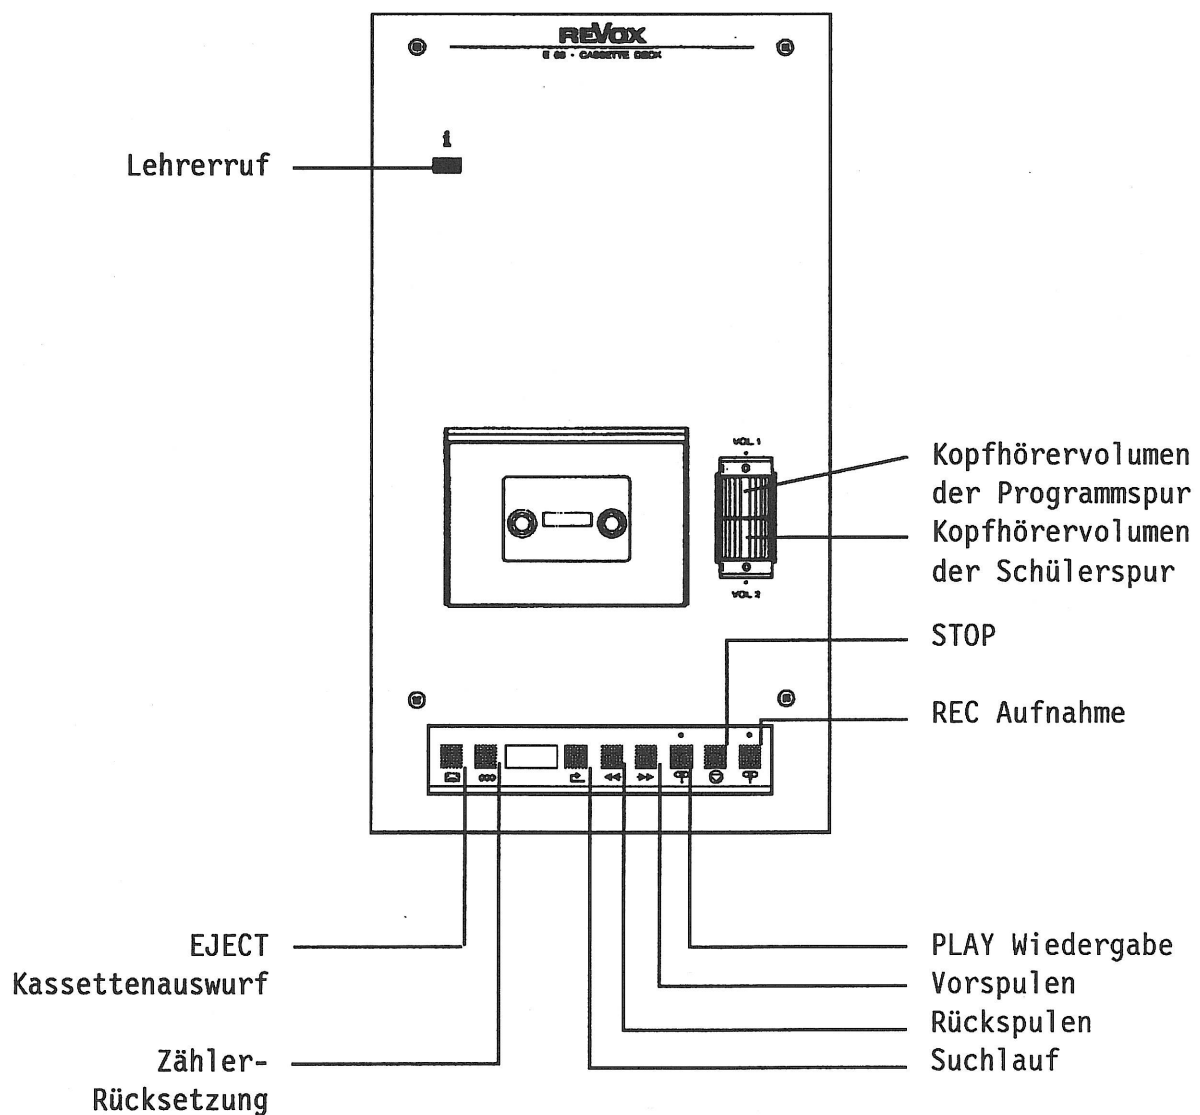 REVOX
E 66 - CASSETTE DECK
i
Lehrerruf
VOL 1
Kopfhörervolumen
der Programmspur
Kopfhörervolumen
der Schülerspur
VOL 2
STOP
REC Aufnahme
EJECT
Kassettenauswurf
Zähler-
Rücksetzung
PLAY Wiedergabe
Vorspulen
Rückspulen
Suchlauf